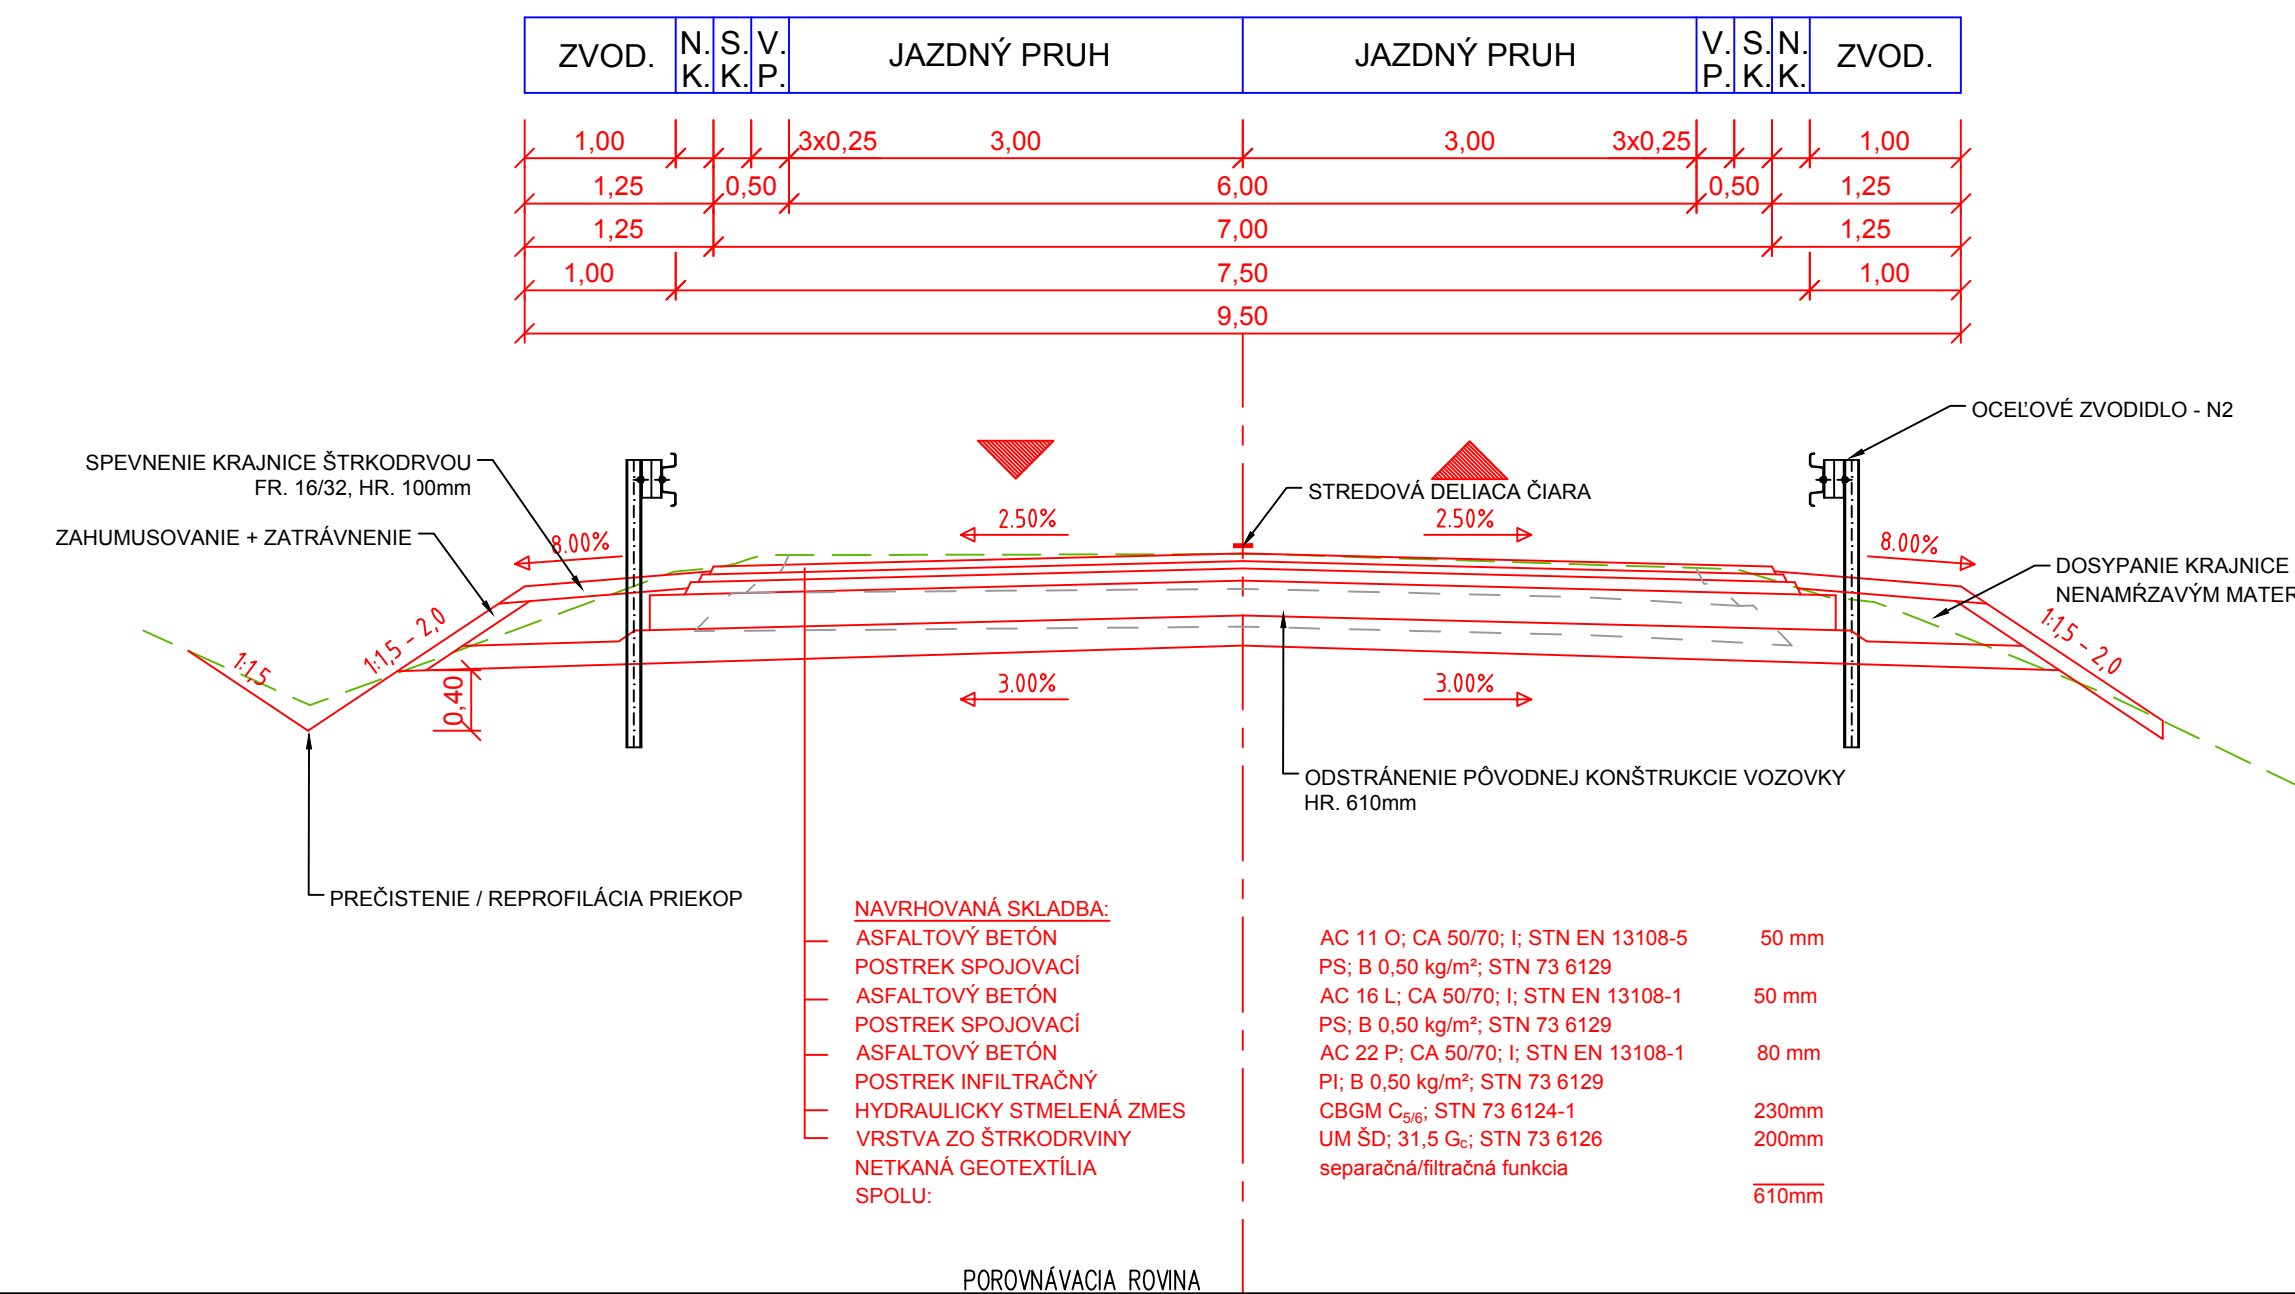 ZVOD. N. S. V. JAZDNÝ PRUH JAZDNÝ PRUH V. S. N. ZVOD.
K. K. P. P. K. K.
1,00 3x0,25 3,00 3,00 3x0,25 1,00
1,25 0,50 6,00 0,50 1,25
1,25 7,00 1,25
1,00 7,50 1,00
9,50
OCEĽOVÉ ZVODIDLO - N2
SPEVNENIE KRAJNICE ŠTRKODRVOU
FR. 16/32, HR. 100mm
STREDOVÁ DELIACA ČIARA
ZAHUMUSOVANIE + ZATRÁVNENIE
8.00% 2.50% 2.50% 8.00%
DOSYPANIE KRAJNICE
NENAMŔZAVÝM MATER
1:1,5 1:1,5 - 2,0 1:1,5 - 2,0
0,40 3.00% 3.00%
ODSTRÁNENIE PÔVODNEJ KONŠTRUKCIE VOZOVKY
HR. 610mm
PREČISTENIE / REPROFILÁCIA PRIEKOP
NAVRHOVANÁ SKLADBA:
ASFALTOVÝ BETÓN AC 11 O; CA 50/70; I; STN EN 13108-5 50 mm
POSTREK SPOJOVACÍ PS; B 0,50 kg/m²; STN 73 6129
ASFALTOVÝ BETÓN AC 16 L; CA 50/70; I; STN EN 13108-1 50 mm
POSTREK SPOJOVACÍ PS; B 0,50 kg/m²; STN 73 6129
ASFALTOVÝ BETÓN AC 22 P; CA 50/70; I; STN EN 13108-1 80 mm
POSTREK INFILTRAČNÝ PI; B 0,50 kg/m²; STN 73 6129
HYDRAULICKY STMELENÁ ZMES CBGM C5/6; STN 73 6124-1 230mm
VRSTVA ZO ŠTRKODRVINY UM ŠD; 31,5 Gc; STN 73 6126 200mm
NETKANÁ GEOTEXTÍLIA separačná/filtračná funkcia
SPOLU: 610mm
POROVNÁVACIA ROVINA